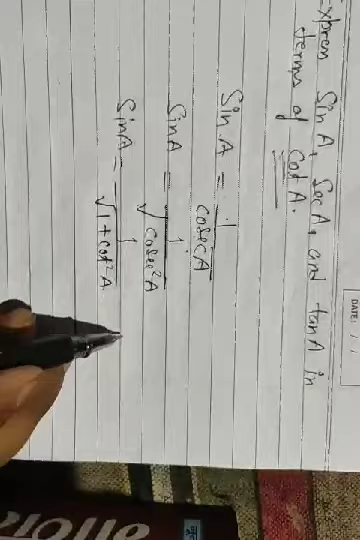 DATE: / /
Express Sin A, Sec A, and tan A in
terms of Cot A.
Sin A = 1/cosec A
Sin A = 1/√cosec²A
Sin A = 1/√1 + cot²A